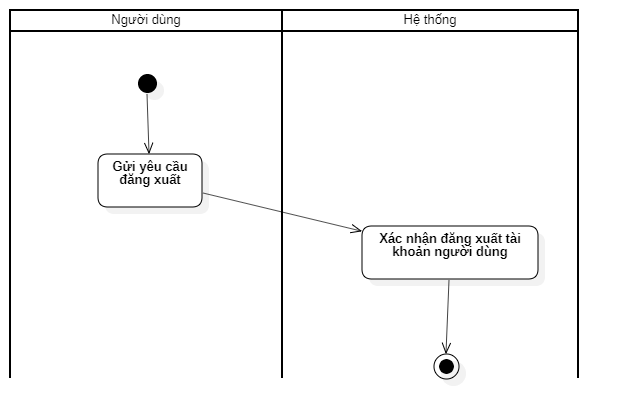 Người dùng
Hệ thống
Gửi yêu cầu
đăng xuất
Xác nhận đăng xuất tài
khoản người dùng